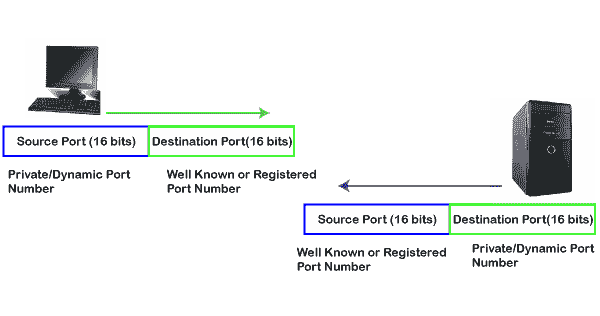 Source Port (16 bits) Destination Port(16 bits)
Private/Dynamic Port Well Known or Registered
Number Port Number
Source Port (16 bits) Destination Port(16 bits)
Well Known or Registered Private/Dynamic Port
Port Number Number